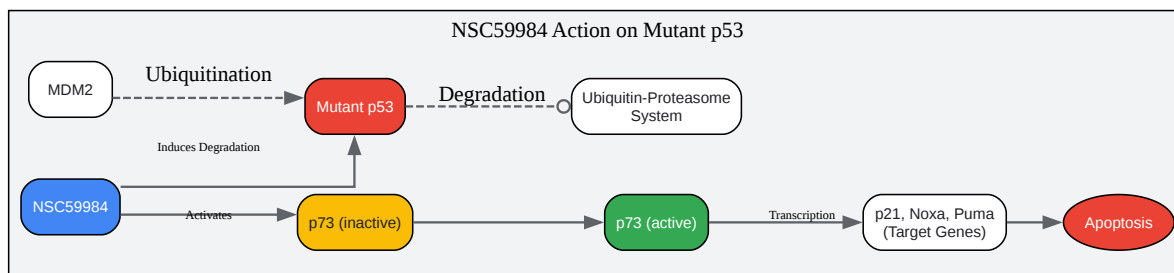 NSC59984 Action on Mutant p53
Ubiquitination
MDM2
Mutant p53
Degradation
Ubiquitin-Proteasome
System
Induces Degradation
NSC59984
Activates
p73 (inactive)
p73 (active)
Transcription
p21, Noxa, Puma
(Target Genes)
Apoptosis